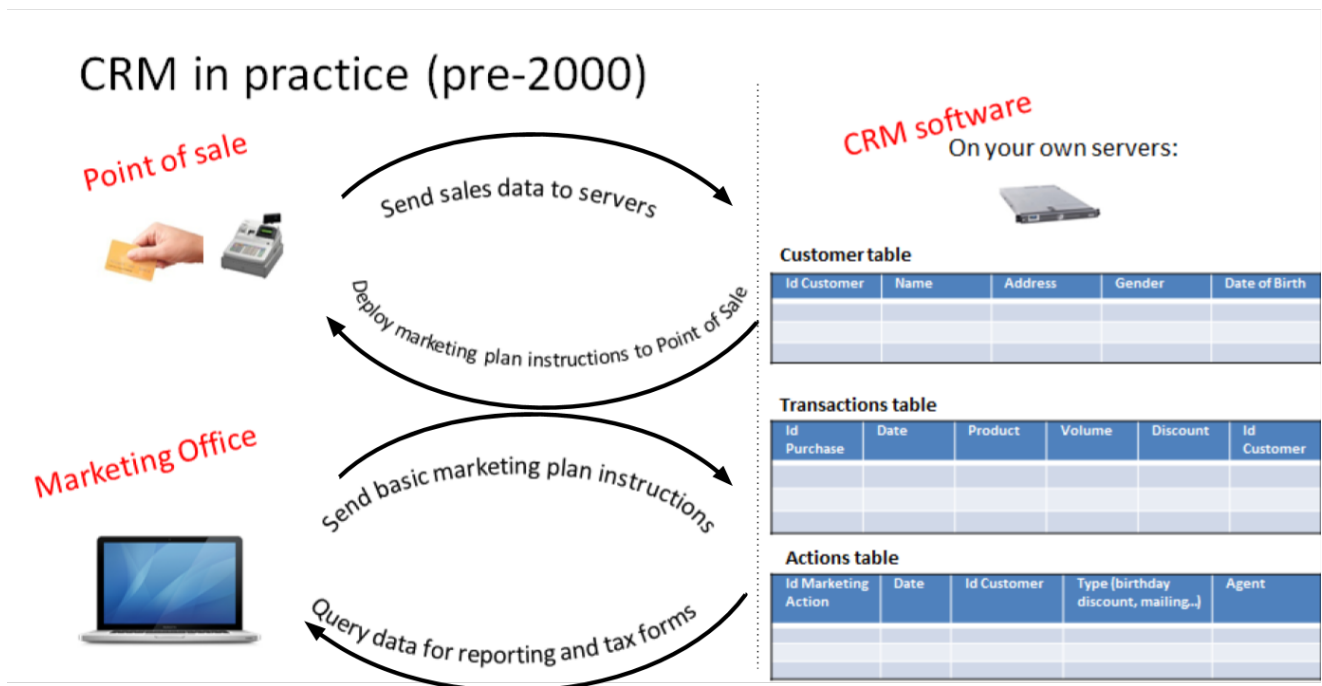 CRM in practice (pre-2000)
Point of sale
Send sales data to servers
Deploy marketing plan instructions to Point of Sale
Marketing Office
Send basic marketing plan instructions
Query data for reporting and tax forms
CRM software
On your own servers:
Customer table
Id Customer Name Address Gender Date of Birth
Transactions table
Id Date Product Volume Discount Id
Purchase Customer
Actions table
Id Marketing Date Id Customer Type (birthday Agent
Action discount, mailing...)